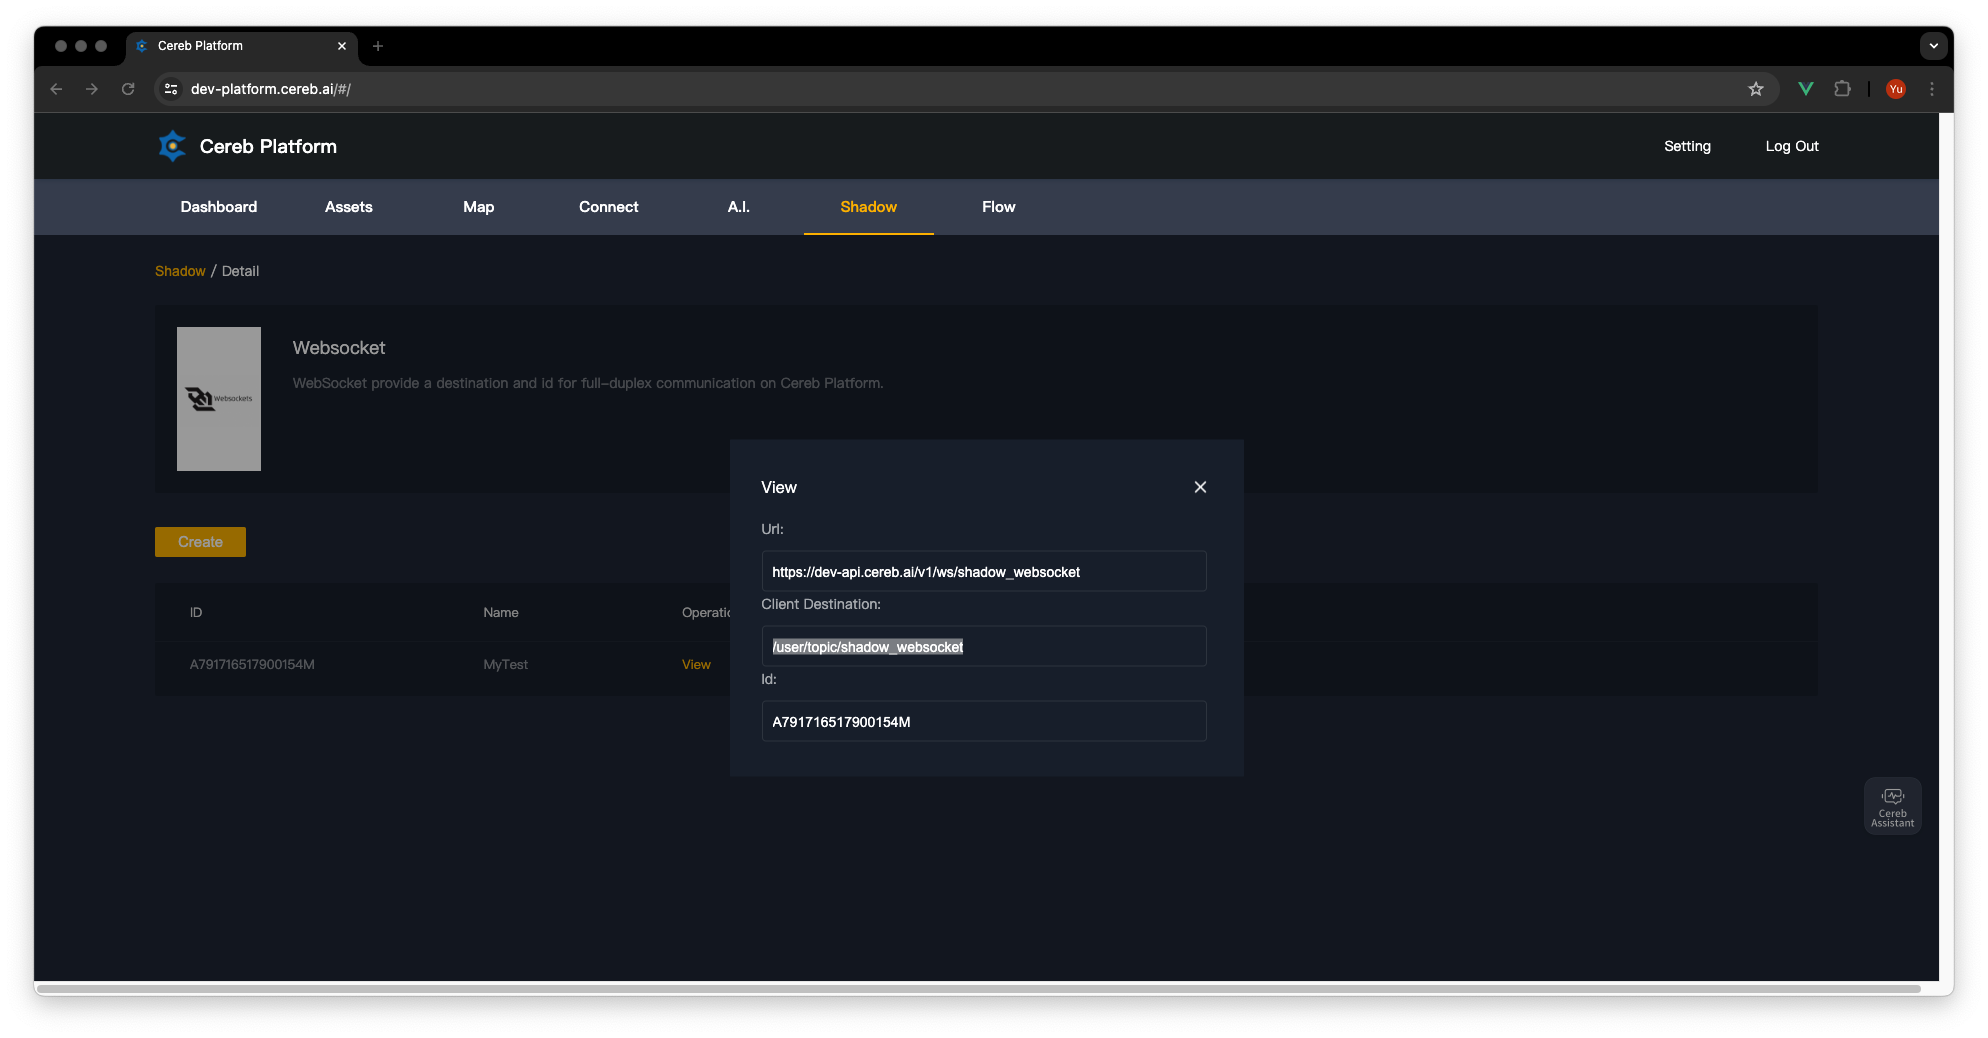 Cereb Platform
dev-platform.cereb.ai/#/
Yu
Cereb Platform
Setting
Log Out
Dashboard
Assets
Map
Connect
A.I.
Shadow
Flow
Shadow / Detail
Websockets
Websocket
WebSocket provide a destination and id for full-duplex communication on Cereb Platform.
Create
ID
Name
Operatio
A791716517900154M
MyTest
View
View
Url:
https://dev-api.cereb.ai/v1/ws/shadow_websocket
Client Destination:
/user/topic/shadow_websocket
Id:
A791716517900154M
Cereb
Assistant